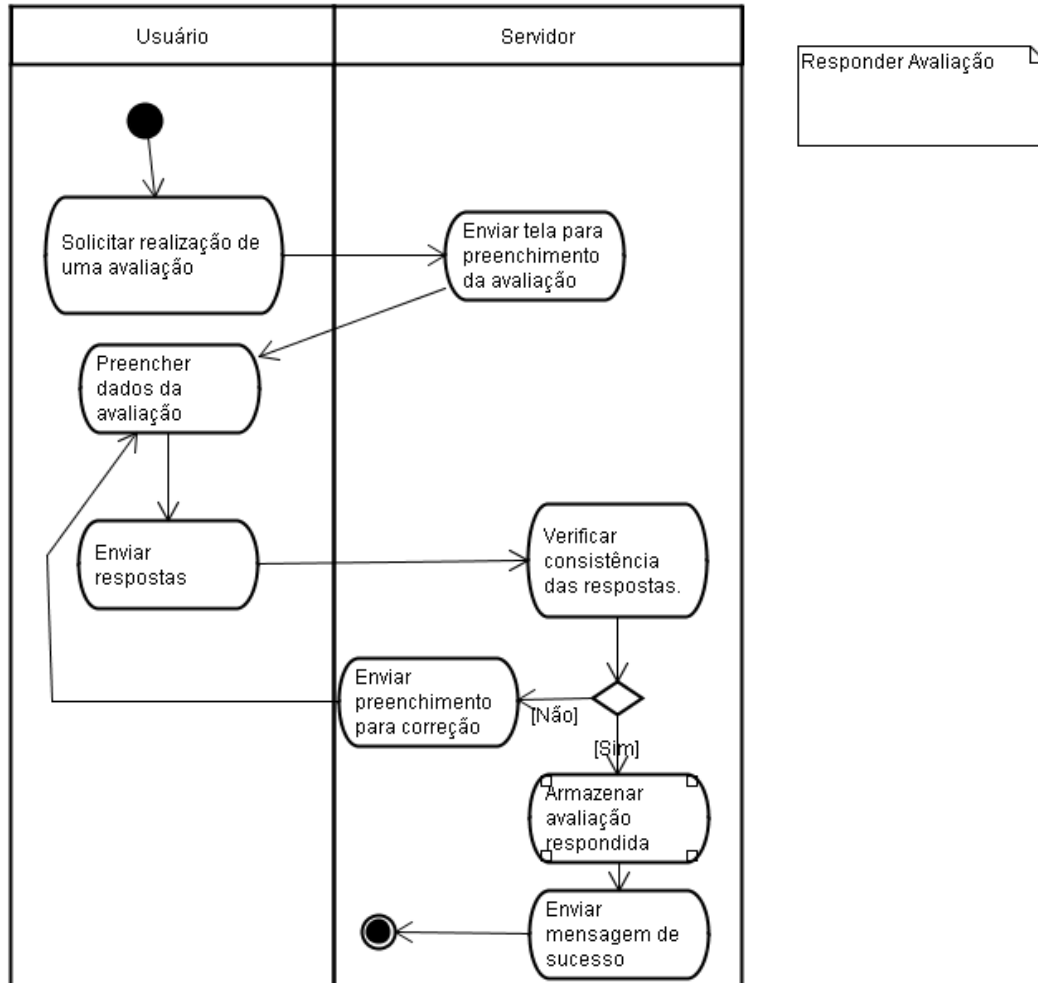 Usuário
Servidor
Responder Avaliação
Solicitar realização de
uma avaliação
Enviar tela para
preenchimento
da avaliação
Preencher
dados da
avaliação
Enviar
respostas
Verificar
consistência
das respostas.
Enviar
preenchimento
para correção
[Não]
[Sim]
Armazenar
avaliação
respondida
Enviar
mensagem de
sucesso